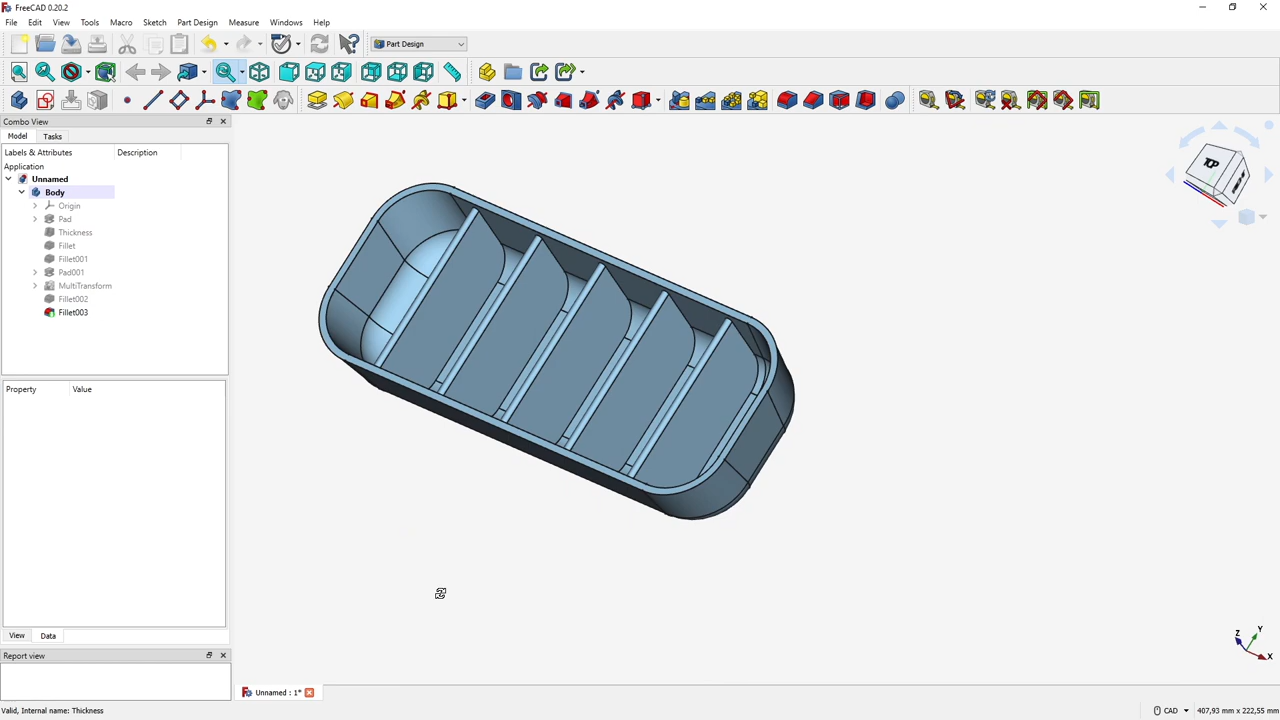 FreeCAD 0.20.2
File Edit View Tools Macro Sketch Part Design Measure Windows Help
Part Design
Combo View
Model Tasks
Labels & Attributes Description
Application
Unnamed
Body
Origin
Pad
Thickness
Fillet
Fillet001
Pad001
MultiTransform
Fillet002
Fillet003
Property Value
View Data
Report view
TOP
Z Y X
Unnamed : 1*
Valid, Internal name: Thickness
CAD 407,93 mm x 222,55 mm